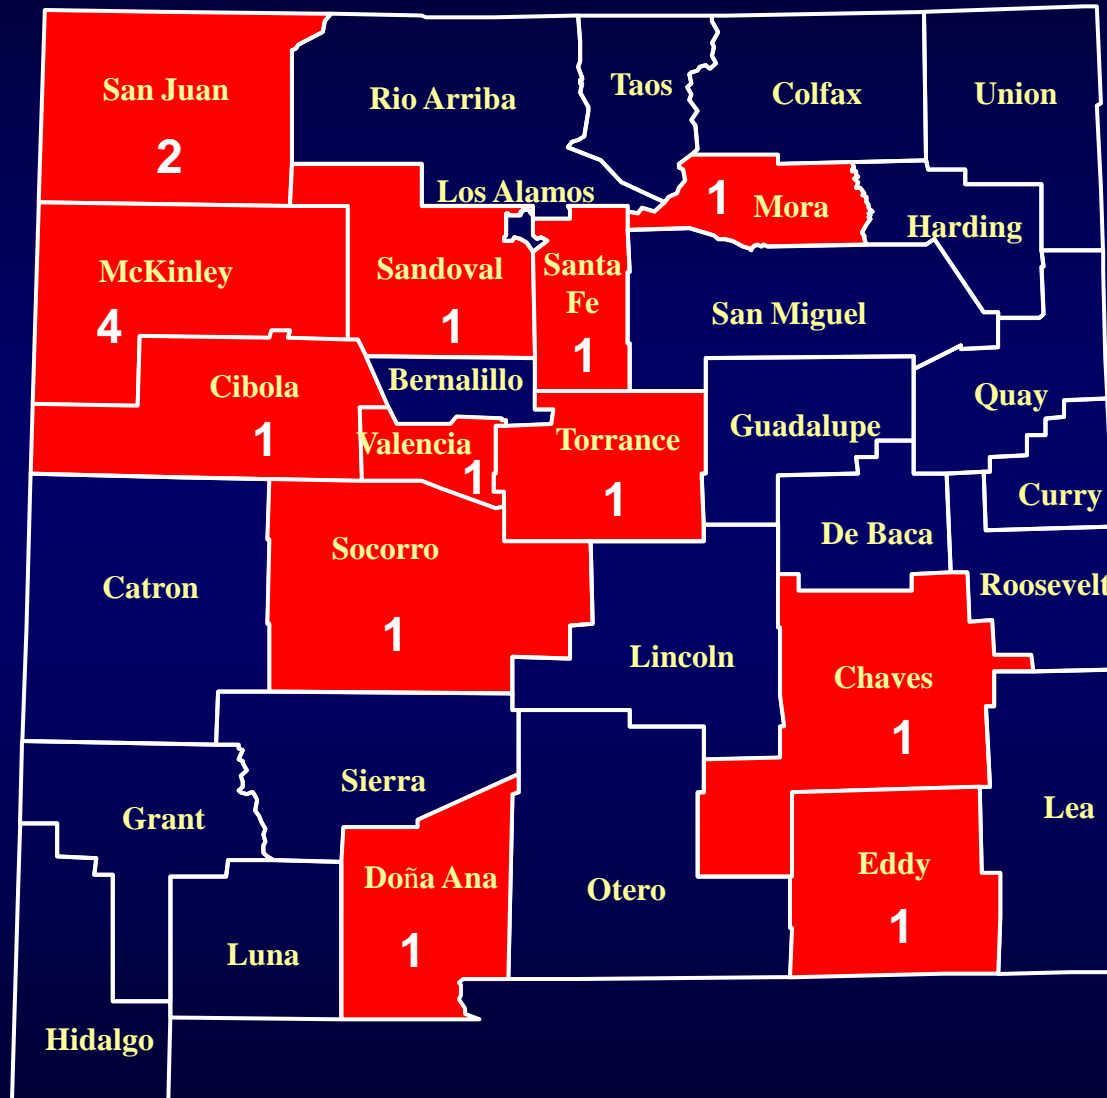 San Juan
2
Rio Arriba
Taos
Colfax
Union
Los Alamos
1 Mora
Harding
McKinley
4
Sandoval
1
Santa
Fe
1
San Miguel
Cibola
1
Bernalillo
Valencia
1
Torrance
1
Guadalupe
Quay
Curry
De Baca
Roosevelt
Catron
Socorro
1
Lincoln
Chaves
1
Sierra
Grant
Lea
Doña Ana
1
Otero
Eddy
1
Luna
Hidalgo